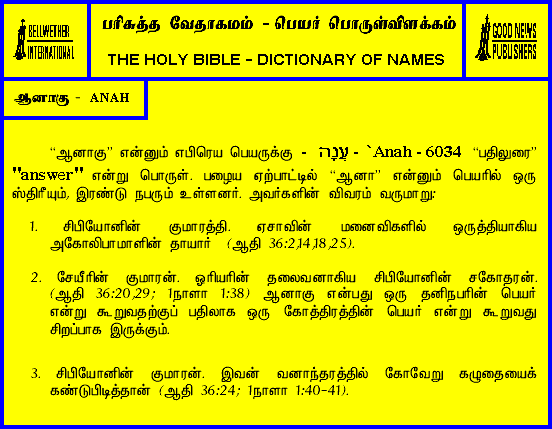 BELLWETHER
INTERNATIONAL
பரிசுத்த வேதாகமம் - பெயர் பொருள்விளக்கம்
THE HOLY BIBLE - DICTIONARY OF NAMES
GOOD NEWS
PUBLISHERS
ஆனாகு - ANAH
“ஆனாகு” என்னும் எபிரெய பெயருக்கு - עֲנָה - `Anah - 6034 “பதிலுரை”
"answer" என்று பொருள். பழைய ஏற்பாட்டில் “ஆனா” என்னும் பெயரில் ஒரு
ஸ்திரீயும், இரண்டு நபரும் உள்ளனர். அவர்களின் விவரம் வருமாறு:
1. சிபியோனின் குமாரத்தி. ஏசாவின் மனைவிகளில் ஒருத்தியாகிய
அகோலிபாமாளின் தாயார் (ஆதி 36:2,14,18,25).
2. சேயீரின் குமாரன். ஓரியரின் தலைவனாகிய சிபியோனின் சகோதரன்.
(ஆதி 36:20,29; 1நாளா 1:38) ஆனாகு என்பது ஒரு தனிநபரின் பெயர்
என்று கூறுவதற்குப் பதிலாக ஒரு கோத்திரத்தின் பெயர் என்று கூறுவது
சிறப்பாக இருக்கும்.
3. சிபியோனின் குமாரன். இவன் வனாந்தரத்தில் கோவேறு கழுதையைக்
கண்டுபிடித்தான் (ஆதி 36:24; 1நாளா 1:40-41).